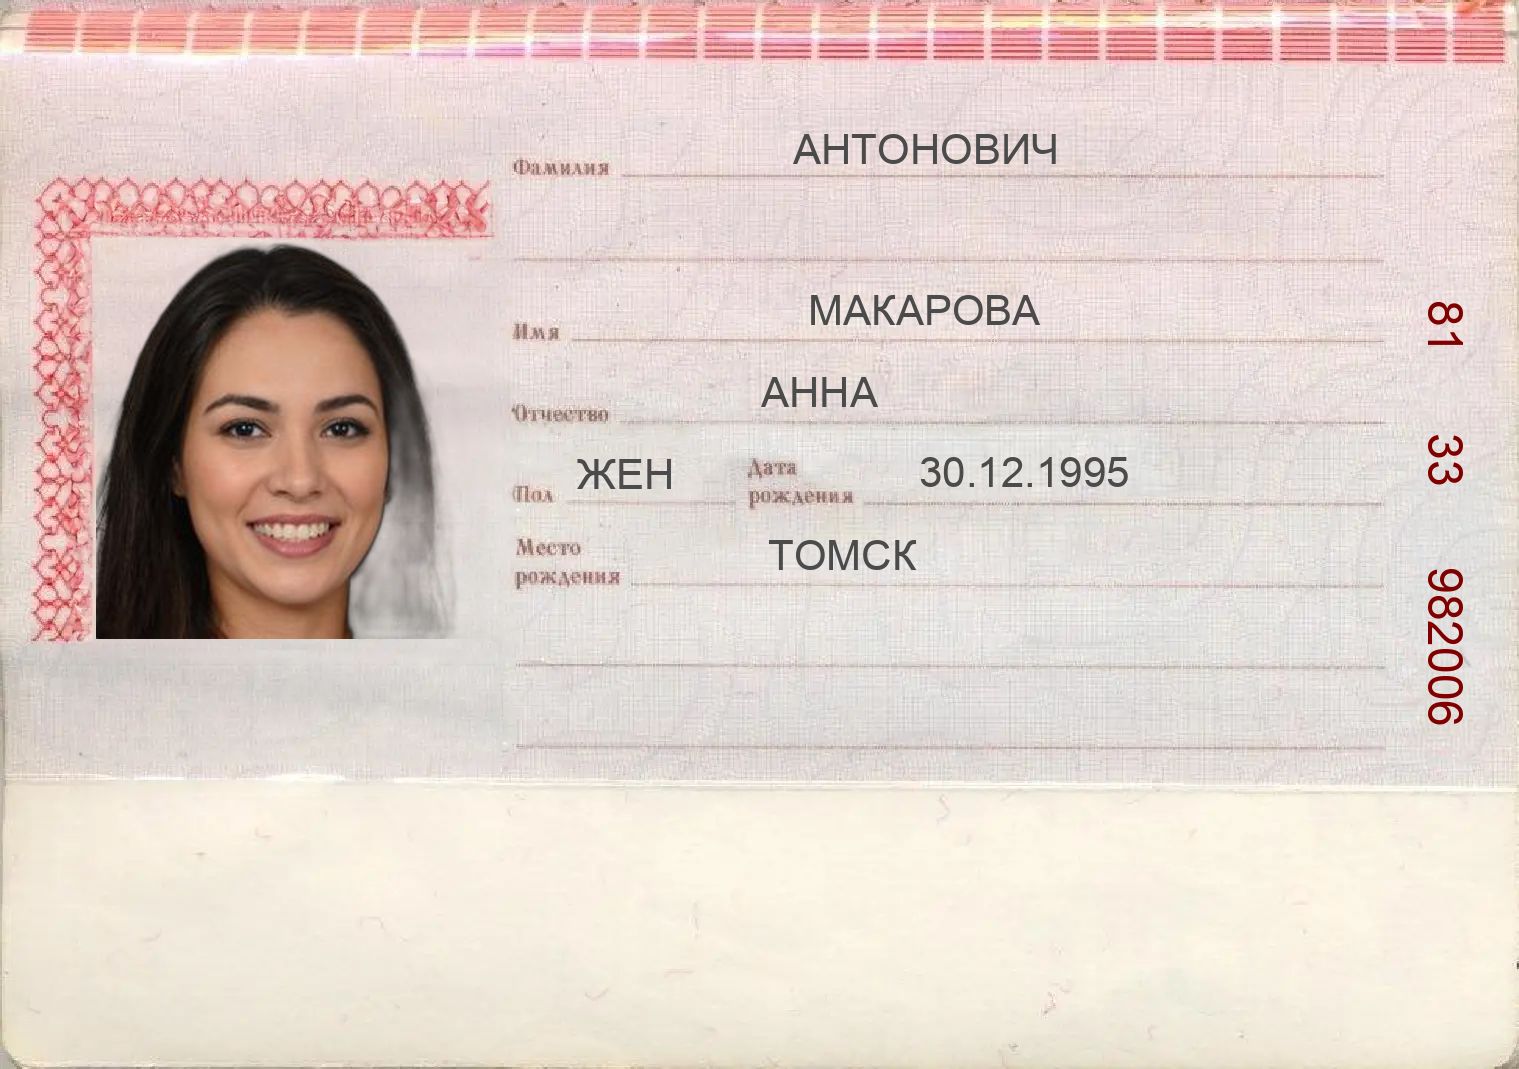 Фамилия АНТОНОВИЧ
Имя МАКАРОВА
Отчество АННА
Пол ЖЕН Дата рождения 30.12.1995
Место рождения ТОМСК
81 33 982006